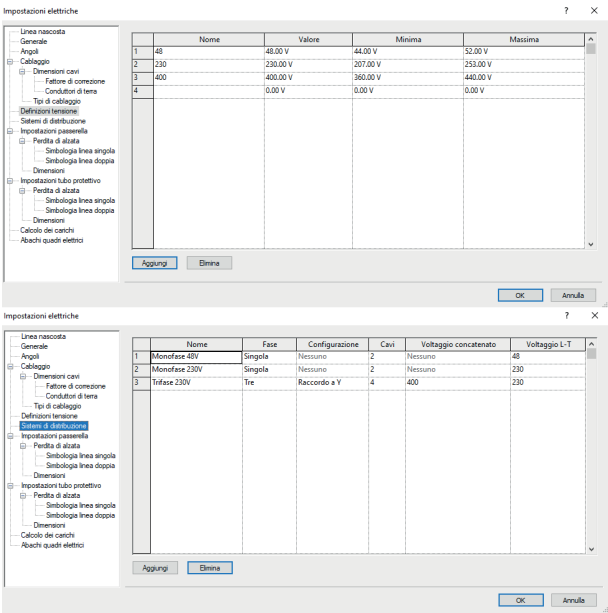 Impostazioni elettriche ? ×
Linea nascosta
Generale
Angoli
Cablaggio
Dimensioni cavi
Fattore di correzione
Conduttori di terra
Tipi di cablaggio
Definizioni tensione
Sistemi di distribuzione
Impostazioni passerella
Perdita di alzata
Simbologia linea singola
Simbologia linea doppia
Dimensioni
Impostazioni tubo protettivo
Perdita di alzata
Simbologia linea singola
Simbologia linea doppia
Dimensioni
Calcolo dei carichi
Abachi quadri elettrici
Nome Valore Minima Massima
1 48 48.00 V 44.00 V 52.00 V
2 230 230.00 V 207.00 V 253.00 V
3 400 400.00 V 360.00 V 440.00 V
4 0.00 V 0.00 V 0.00 V
Aggiungi Elimina
OK Annulla
Impostazioni elettriche ? ×
Linea nascosta
Generale
Angoli
Cablaggio
Dimensioni cavi
Fattore di correzione
Conduttori di terra
Tipi di cablaggio
Definizioni tensione
Sistemi di distribuzione
Impostazioni passerella
Perdita di alzata
Simbologia linea singola
Simbologia linea doppia
Dimensioni
Impostazioni tubo protettivo
Perdita di alzata
Simbologia linea singola
Simbologia linea doppia
Dimensioni
Calcolo dei carichi
Abachi quadri elettrici
Nome Fase Configurazione Cavi Voltaggio concatenato Voltaggio L-T
1 Monofase 48V Singola Nessuno 2 Nessuno 48
2 Monofase 230V Singola Nessuno 2 Nessuno 230
3 Trifase 230V Tre Raccordo a Y 4 400 230
Aggiungi Elimina
OK Annulla